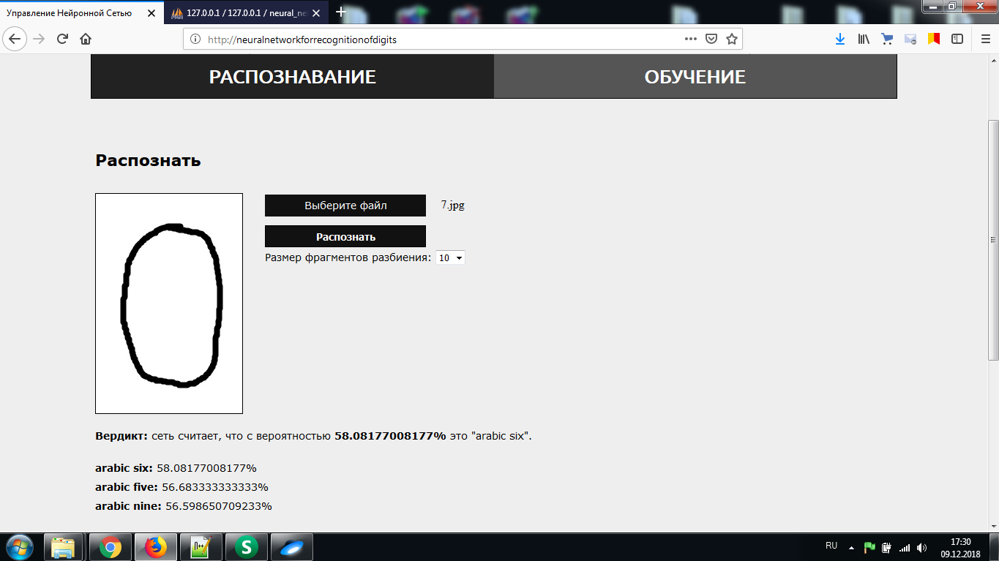 Управление Нейронной Сетью
127.0.0.1 / 127.0.0.1 / neural_ne
http://neuralnetworkforrecognitionofdigits
РАСПОЗНАВАНИЕ
ОБУЧЕНИЕ
Распознать
Выберите файл
7.jpg
Распознать
Размер фрагментов разбиения: 10
Вердикт: сеть считает, что с вероятностью 58.08177008177% это "arabic six".
arabic six: 58.08177008177%
arabic five: 56.683333333333%
arabic nine: 56.598650709233%
RU
17:30
09.12.2018